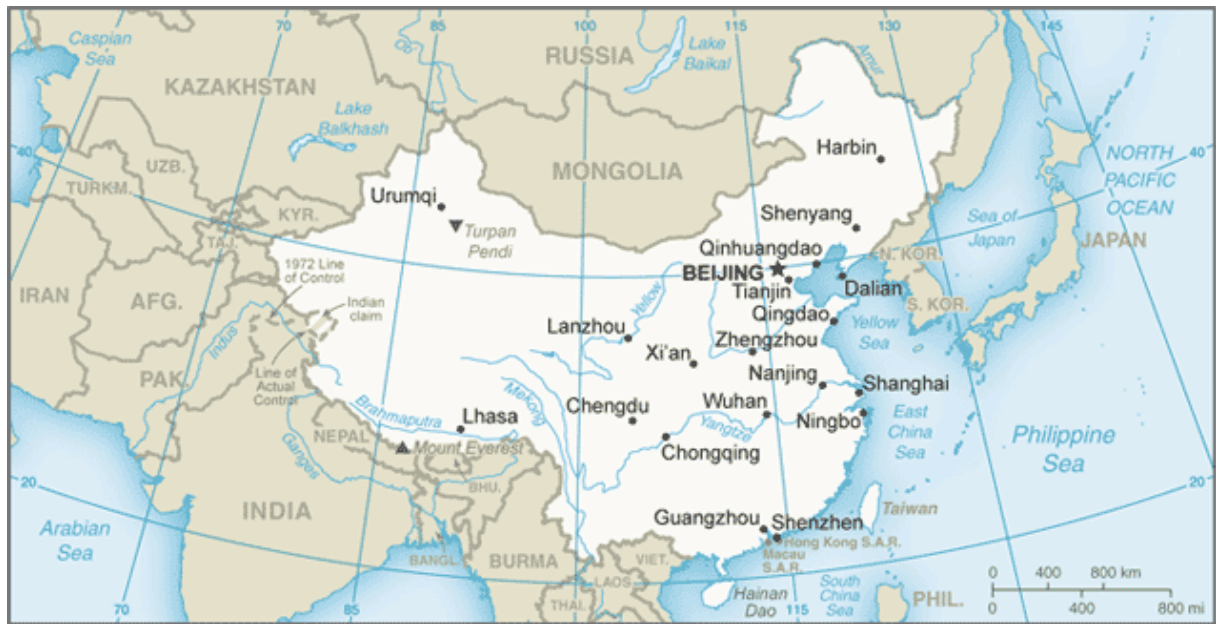 70
85
100
115
130
145
Caspian
Sea
Ob
RUSSIA
Lake
Baikal
Amur
KAZAKHSTAN
Lake
Balkhash
Harbin
40
UZB.
MONGOLIA
NORTH
PACIFIC
OCEAN
40
TURKM.
Urumqi
KYR.
Turpan
Pendi
Shenyang
Sea of
Japan
TAJ.
Qinhuangdao
N. KOR.
JAPAN
BEIJING
Tianjin
Dalian
1972 Line
of Control
IRAN
AFG.
Indian
claim
Yellow
Qingdao
S. KOR.
Lanzhou
Zhengzhou
Yellow
Sea
Indus
Xi'an
PAK.
Line of
Actual
Control
Nanjing
Shanghai
Mekong
Brahmaputra
Lhasa
Chengdu
Wuhan
Ningbo
East
China
Sea
NEPAL
Mount Everest
Yangtze
Chongqing
Philippine
Sea
Ganges
BHU.
20
20
INDIA
Guangzhou
Shenzhen
Taiwan
Arabian
Sea
BANGL.
BURMA
VIET.
Hong Kong S.A.R.
Macau
S.A.R.
LAOS
Hainan
Dao
South
China
Sea
0 400 800 km
0 400 800 mi
THAI.
PHIL.
70
85
115